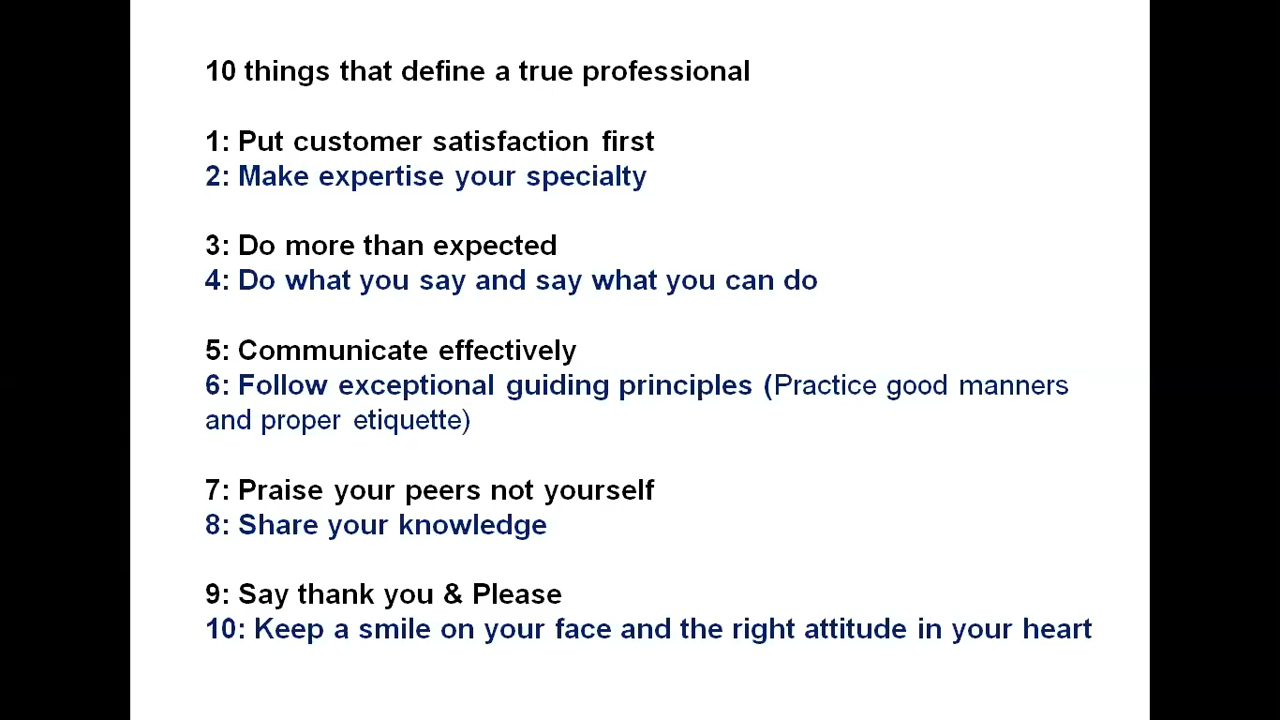 10 things that define a true professional
1: Put customer satisfaction first
2: Make expertise your specialty
3: Do more than expected
4: Do what you say and say what you can do
5: Communicate effectively
6: Follow exceptional guiding principles (Practice good manners
and proper etiquette)
7: Praise your peers not yourself
8: Share your knowledge
9: Say thank you & Please
10: Keep a smile on your face and the right attitude in your heart